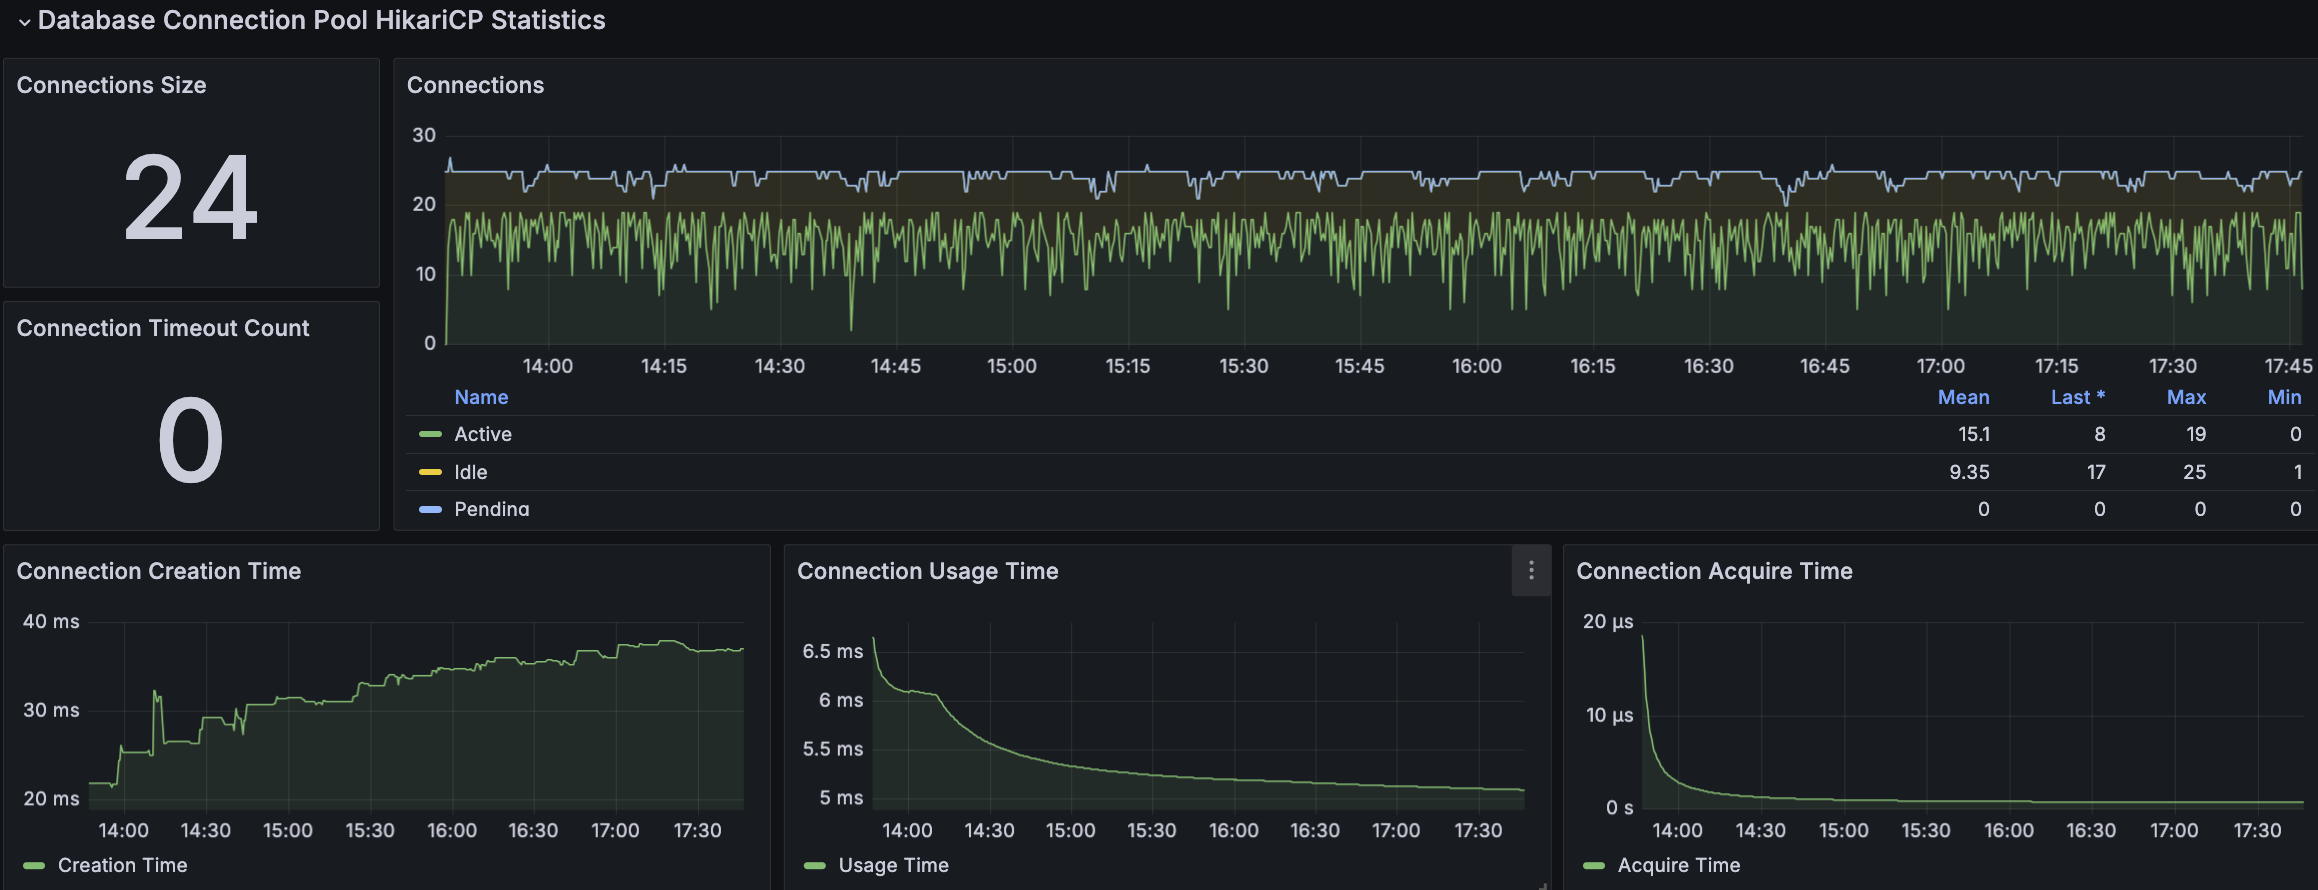 Database Connection Pool HikariCP Statistics
Connections Size
24
Connection Timeout Count
0
Connections
30
20
10
0
14:00 14:15 14:30 14:45 15:00 15:15 15:30 15:45 16:00 16:15 16:30 16:45 17:00 17:15 17:30 17:45
Name Mean Last * Max Min
Active 15.1 8 19 0
Idle 9.35 17 25 1
Pending 0 0 0 0
Connection Creation Time
40 ms
30 ms
20 ms
14:00 14:30 15:00 15:30 16:00 16:30 17:00 17:30
Creation Time
Connection Usage Time
6.5 ms
6 ms
5.5 ms
5 ms
14:00 14:30 15:00 15:30 16:00 16:30 17:00 17:30
Usage Time
Connection Acquire Time
20 µs
10 µs
0 s
14:00 14:30 15:00 15:30 16:00 16:30 17:00 17:30
Acquire Time